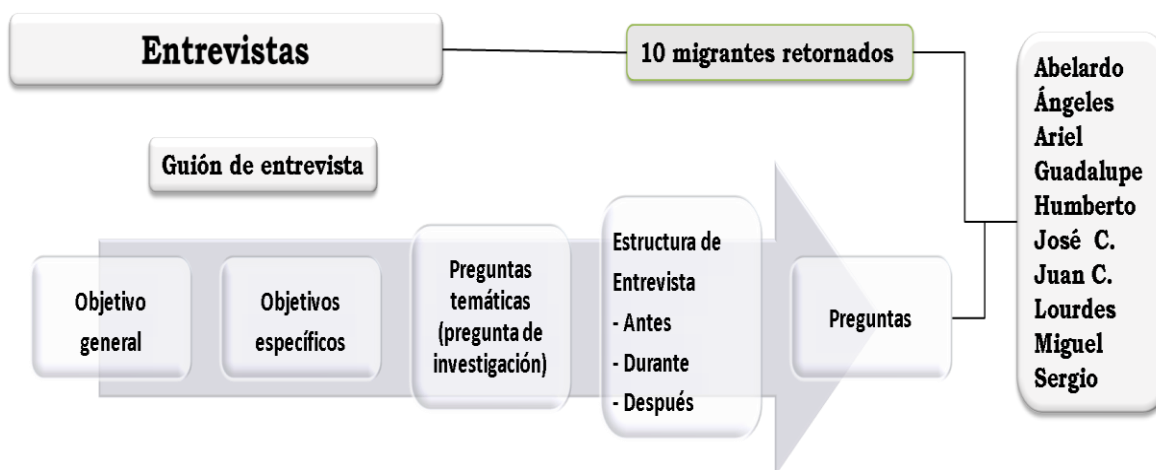 Entrevistas
10 migrantes retornados
Abelardo
Ángeles
Ariel
Guadalupe
Humberto
José C.
Juan C.
Lourdes
Miguel
Sergio
Guión de entrevista
Objetivo
general
Objetivos
específicos
Preguntas
temáticas
(pregunta de
investigación)
Estructura de
Entrevista
- Antes
- Durante
- Después
Preguntas